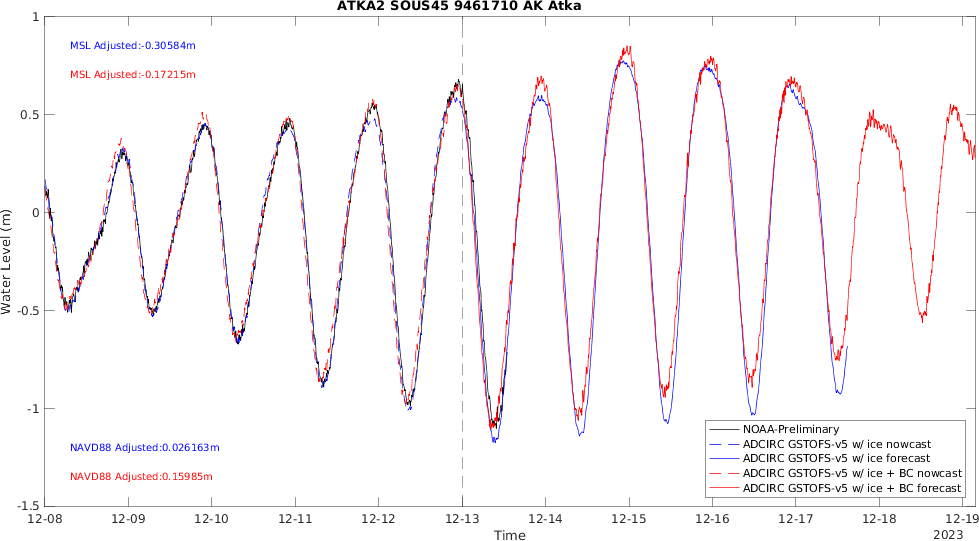 ATKA2 SOUS45 9461710 AK Atka
1
MSL Adjusted:-0.30584m
MSL Adjusted:-0.17215m
0.5
0
Water Level (m)
-0.5
-1
NAVD88 Adjusted:0.026163m
NAVD88 Adjusted:0.15985m
NOAA-Preliminary
ADCIRC GSTOFS-v5 w/ ice nowcast
ADCIRC GSTOFS-v5 w/ ice forecast
ADCIRC GSTOFS-v5 w/ ice + BC nowcast
ADCIRC GSTOFS-v5 w/ ice + BC forecast
-1.5
12-08 12-09 12-10 12-11 12-12 12-13 12-14 12-15 12-16 12-17 12-18 12-19
Time
2023